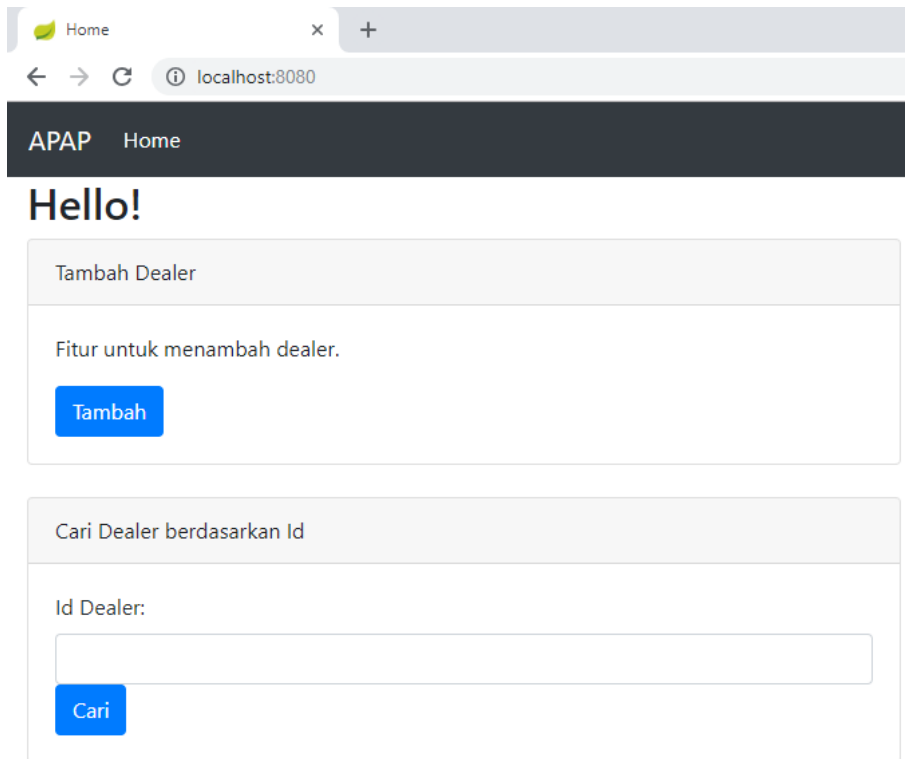 Home
localhost:8080
APAP Home
Hello!
Tambah Dealer
Fitur untuk menambah dealer.
Tambah
Cari Dealer berdasarkan Id
Id Dealer:
Cari